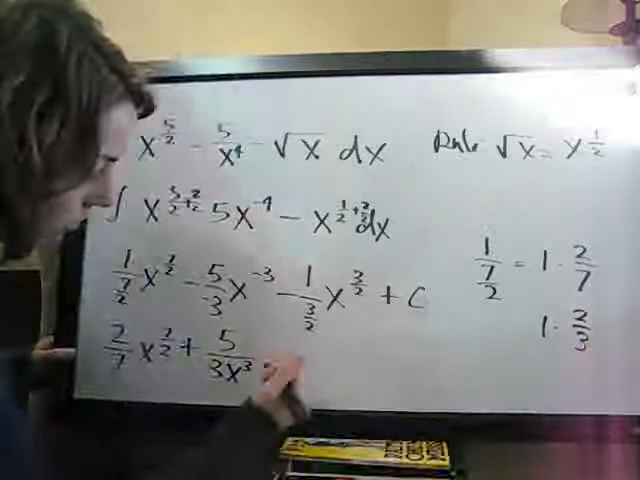 x^{5/2} - 5/x^4 - √x dx
Rule √x = x^{1/2}
∫ x^{5/2 + 2/2} 5x^{-4} - x^{1/2 + 2/2} dx
1/(7/2) x^{7/2} - 5/-3 x^{-3} - 1/(3/2) x^{3/2} + C
1/(7/2) = 1 · 2/7
1 · 2/3
2/7 x^{7/2} + 5/3x^3